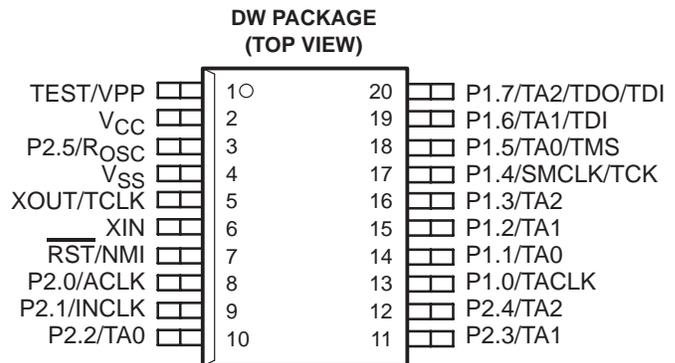 DW PACKAGE
(TOP VIEW)
TEST/VPP 1 20 P1.7/TA2/TDO/TDI
VCC 2 19 P1.6/TA1/TDI
P2.5/ROSC 3 18 P1.5/TA0/TMS
VSS 4 17 P1.4/SMCLK/TCK
XOUT/TCLK 5 16 P1.3/TA2
XIN 6 15 P1.2/TA1
RST/NMI 7 14 P1.1/TA0
P2.0/ACLK 8 13 P1.0/TACLK
P2.1/INCLK 9 12 P2.4/TA2
P2.2/TA0 10 11 P2.3/TA1